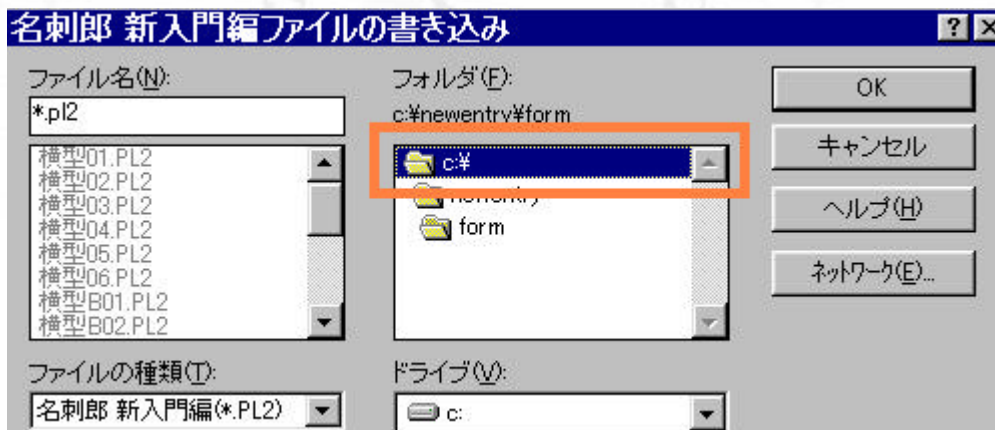 名刺郎 新入門編ファイルの書き込み
ファイル名(N):
*.pl2
横型01.PL2
横型02.PL2
横型03.PL2
横型04.PL2
横型05.PL2
横型06.PL2
横型B01.PL2
横型B02.PL2
ファイルの種類(T):
名刺郎 新入門編(*.PL2)
フォルダ(F):
c:¥newentry¥form
c:¥
newentry
form
ドライブ(V):
c:
OK
キャンセル
ヘルプ(H)
ネットワーク(E)...